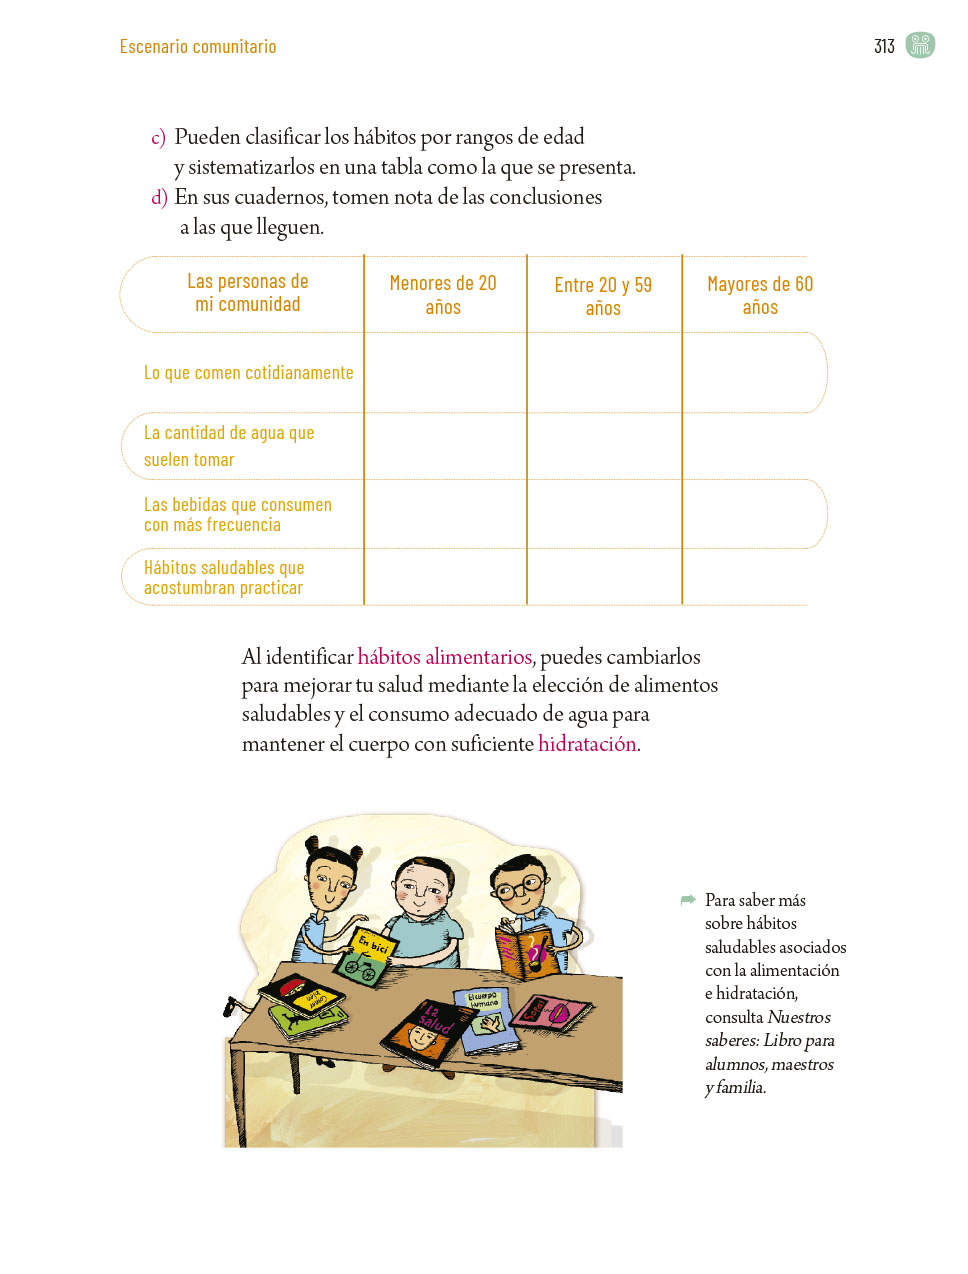 Escenario comunitario
313
c) Pueden clasificar los hábitos por rangos de edad
y sistematizarlos en una tabla como la que se presenta.
d) En sus cuadernos, tomen nota de las conclusiones
a las que lleguen.
Las personas de
mi comunidad
Menores de 20
años
Entre 20 y 59
años
Mayores de 60
años
Lo que comen cotidianamente
La cantidad de agua que
suelen tomar
Las bebidas que consumen
con más frecuencia
Hábitos saludables que
acostumbran practicar
Al identificar hábitos alimentarios, puedes cambiarlos
para mejorar tu salud mediante la elección de alimentos
saludables y el consumo adecuado de agua para
mantener el cuerpo con suficiente hidratación.
En bici
Comer
bien
La
salud
El cuerpo
humano
Para saber más
sobre hábitos
saludables asociados
con la alimentación
e hidratación,
consulta Nuestros
saberes: Libro para
alumnos, maestros
y familia.